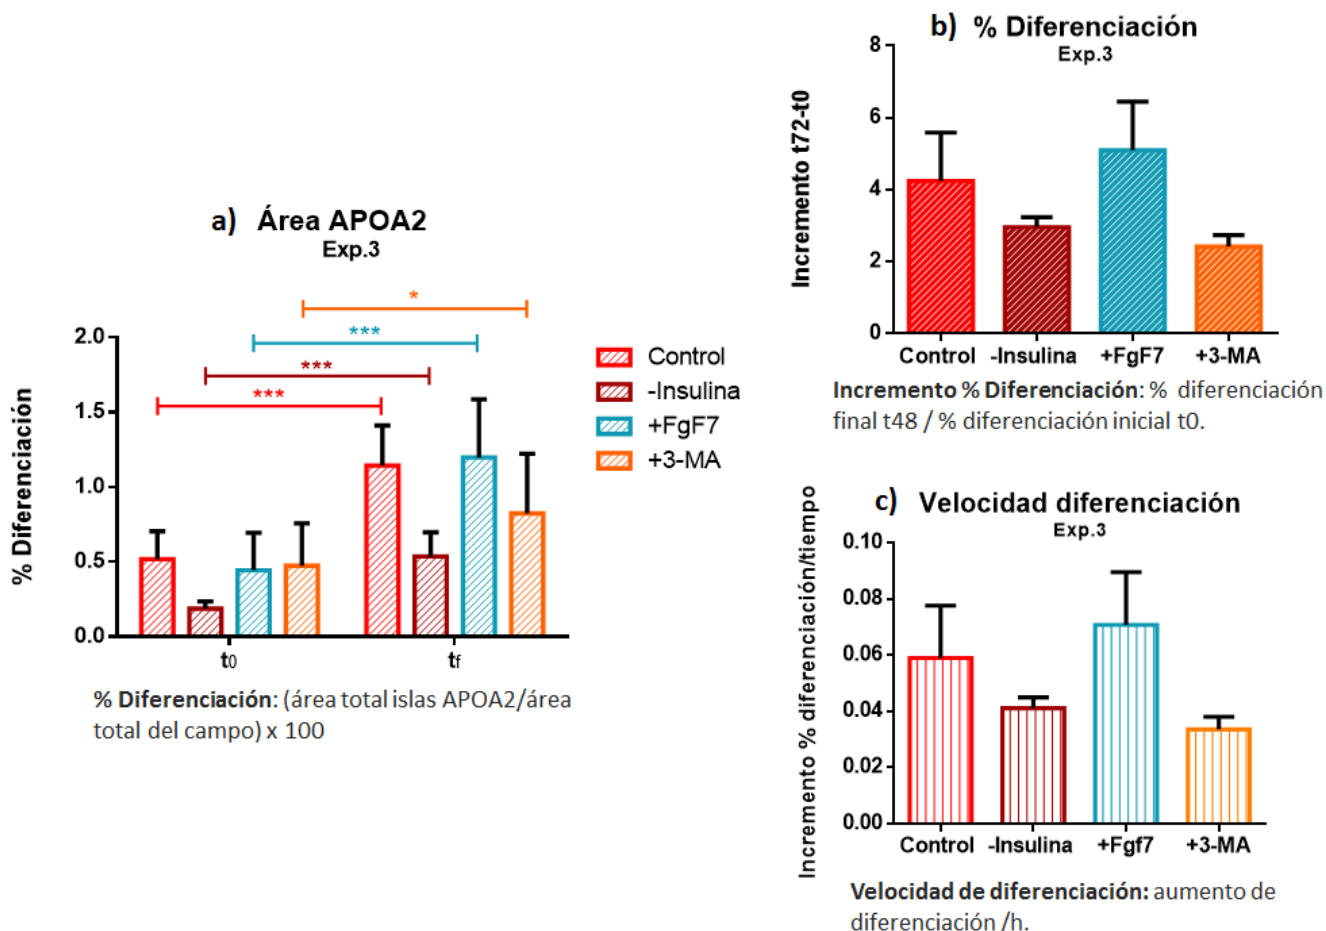 a) Área APOA2
Exp.3
% Diferenciación
2.0
1.5
1.0
0.5
0.0
***
***
***
*
t0
tf
Control
-Insulina
+FgF7
+3-MA
% Diferenciación: (área total islas APOA2/área
total del campo) x 100
b) % Diferenciación
Exp.3
Incremento t72-t0
8
6
4
2
0
Control -Insulina +FgF7 +3-MA
Incremento % Diferenciación: % diferenciación
final t48 / % diferenciación inicial t0.
c) Velocidad diferenciación
Exp.3
Incremento % diferenciación/tiempo
0.10
0.08
0.06
0.04
0.02
0.00
Control -Insulina +Fgf7 +3-MA
Velocidad de diferenciación: aumento de
diferenciación /h.